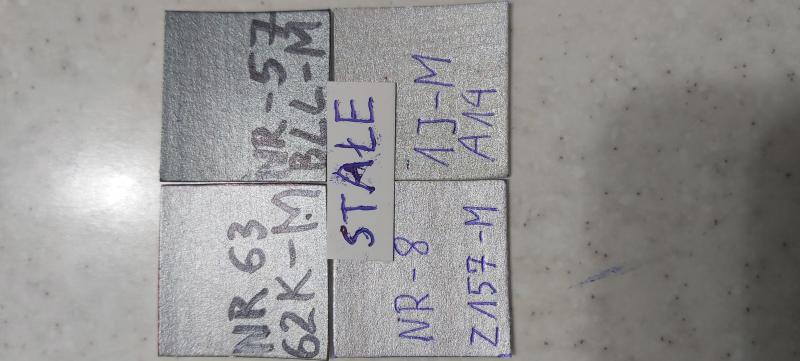 NR-57
BLL-M
1J-M
A14
STAŁE
NR 63
62K-M
NR-8
Z157-M